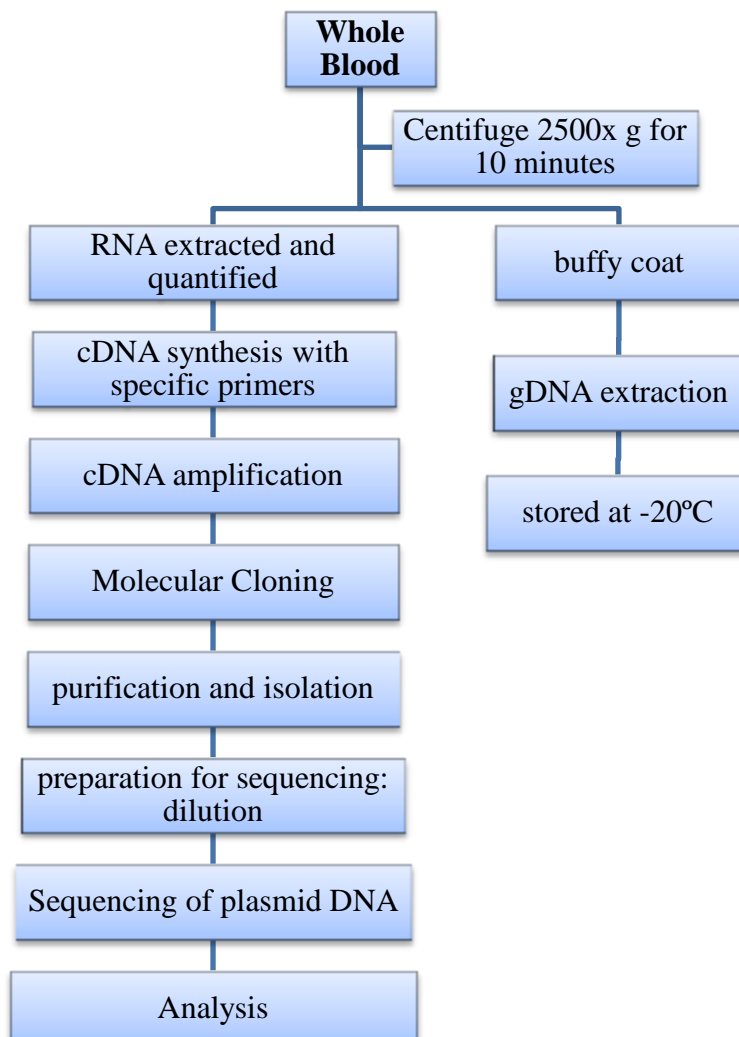 Whole
Blood
Centifuge 2500x g for
10 minutes
RNA extracted and
quantified
buffy coat
cDNA synthesis with
specific primers
gDNA extraction
cDNA amplification
stored at -20ºC
Molecular Cloning
purification and isolation
preparation for sequencing:
dilution
Sequencing of plasmid DNA
Analysis